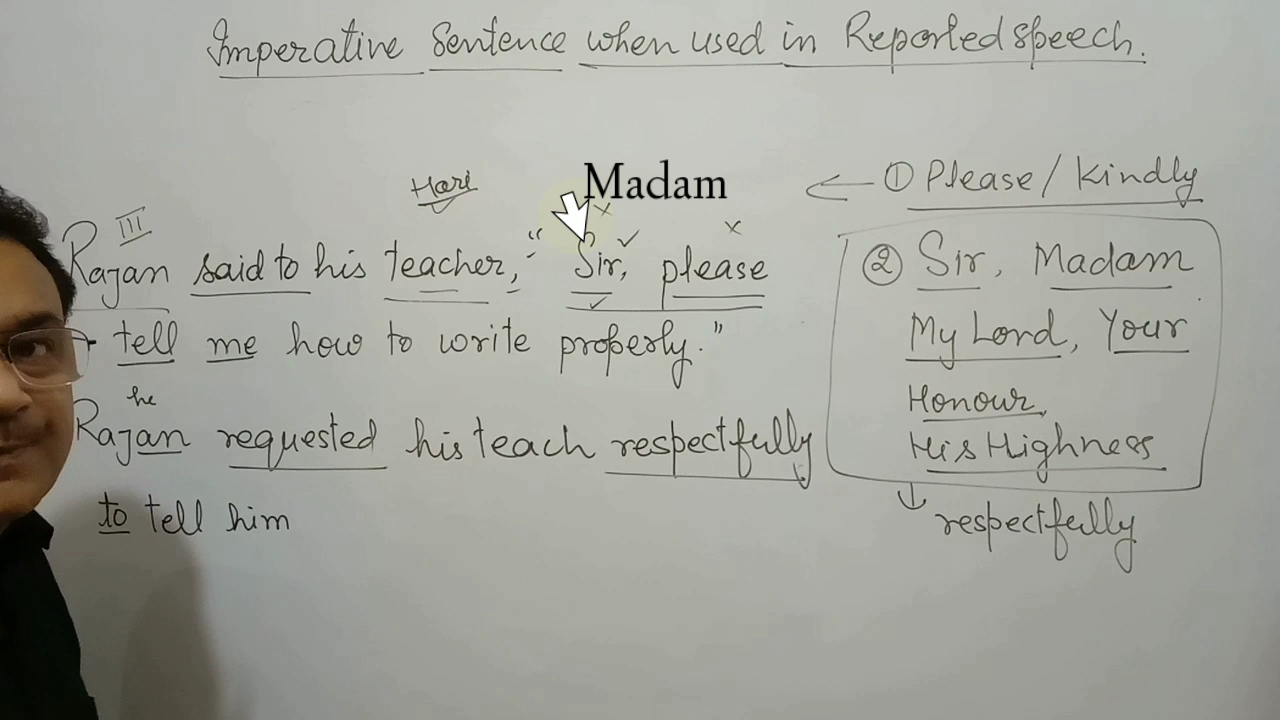 Imperative Sentence when used in Reported speech.
Madam
← ① Please / Kindly
Hari
III
Rajan said to his teacher, "Sir, please
tell me how to write properly."
he
Rajan requested his teach respectfully
to tell him
② Sir, Madam
My Lord, Your
Honour,
His Highness
↓
respectfully